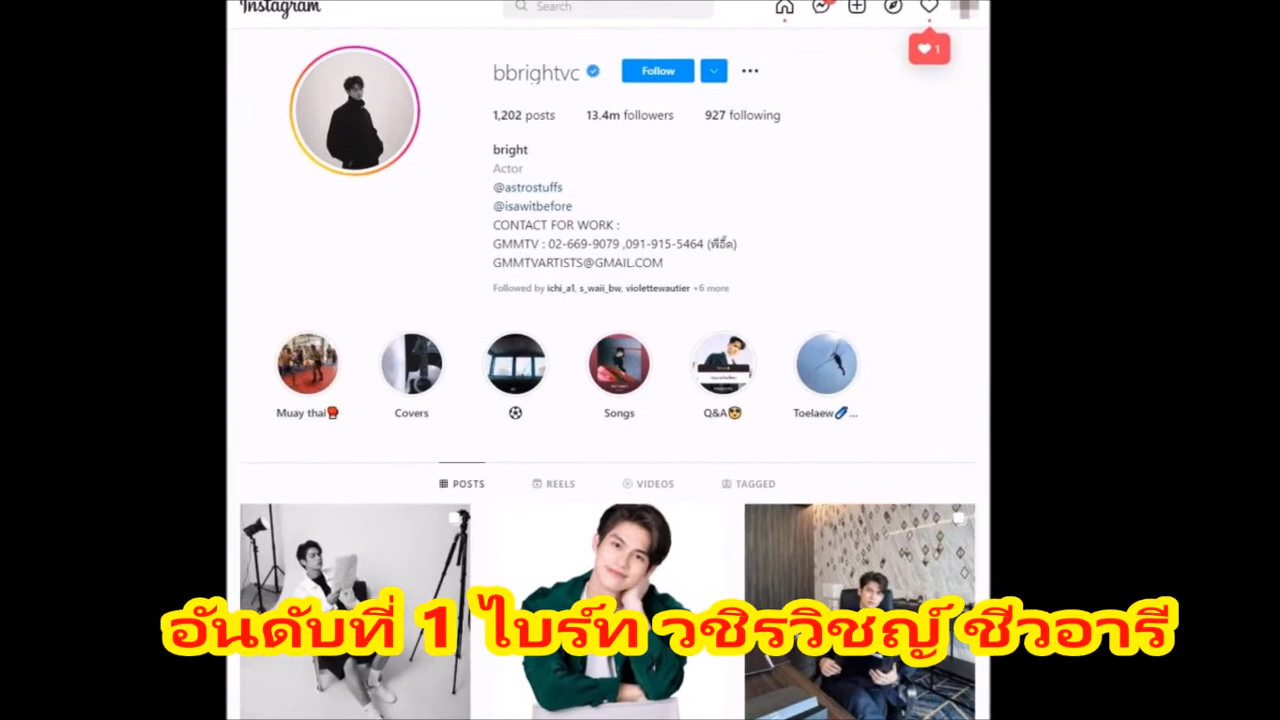 Instagram
Search
1
bbrightvc
Follow
1,202 posts 13.4m followers 927 following
bright
Actor
@astrostuffs
@isawitbefore
CONTACT FOR WORK :
GMMTV : 02-669-9079 ,091-915-5464 (พี่อี๊ด)
GMMTVARTISTS@GMAIL.COM
Followed by ichi_a1, s_waii_bw, violettewautier +6 more
Muay thai🥊 Covers ⚽ Songs Q&A Toelaew ...
POSTS REELS VIDEOS TAGGED
อันดับที่ 1 ไบร์ท วชิรวิชญ์ ชีวอารี